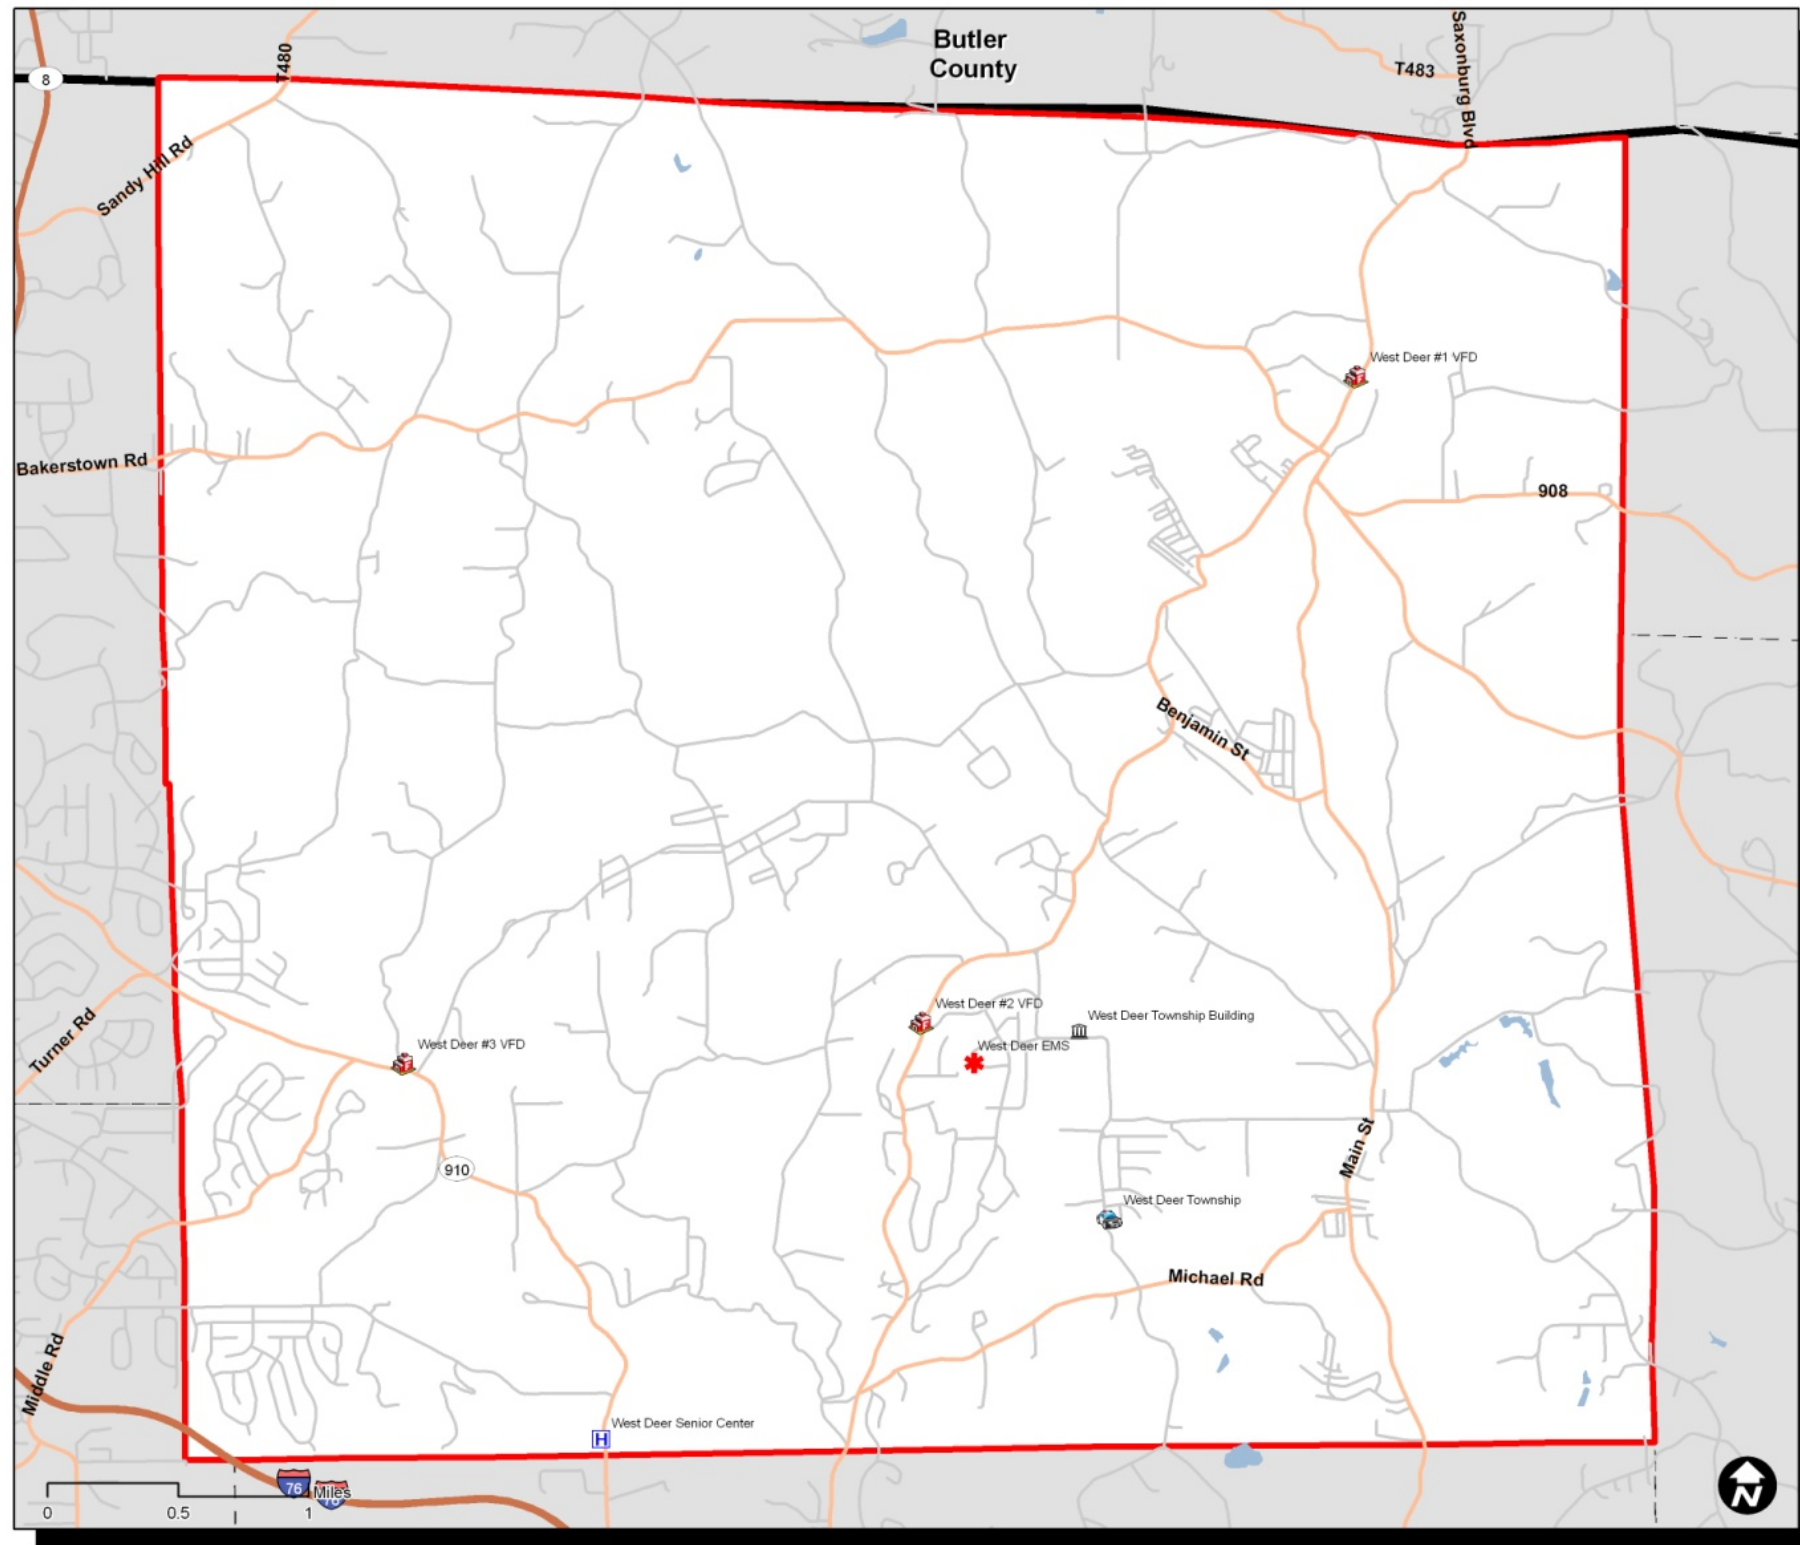 Butler
County
T480
8
T483
Saxonburg Blvd
Sandy Hill Rd
West Deer #1 VFD
Bakerstown Rd
908
Benjamin St
West Deer #2 VFD
West Deer Township Building
Turner Rd
West Deer #3 VFD
West Deer EMS
Main St
910
West Deer Township
Michael Rd
Middle Rd
West Deer Senior Center
H
76
76
Miles
0
0.5
1
N